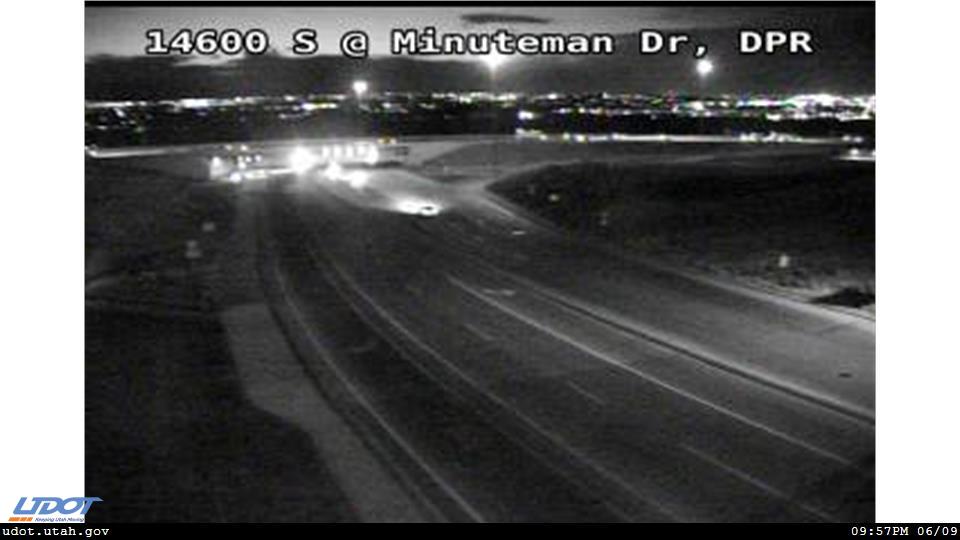 14600 S @ Minuteman Dr, DPR
UDOT
Keeping Utah Moving
udot.utah.gov
09:57PM 06/09